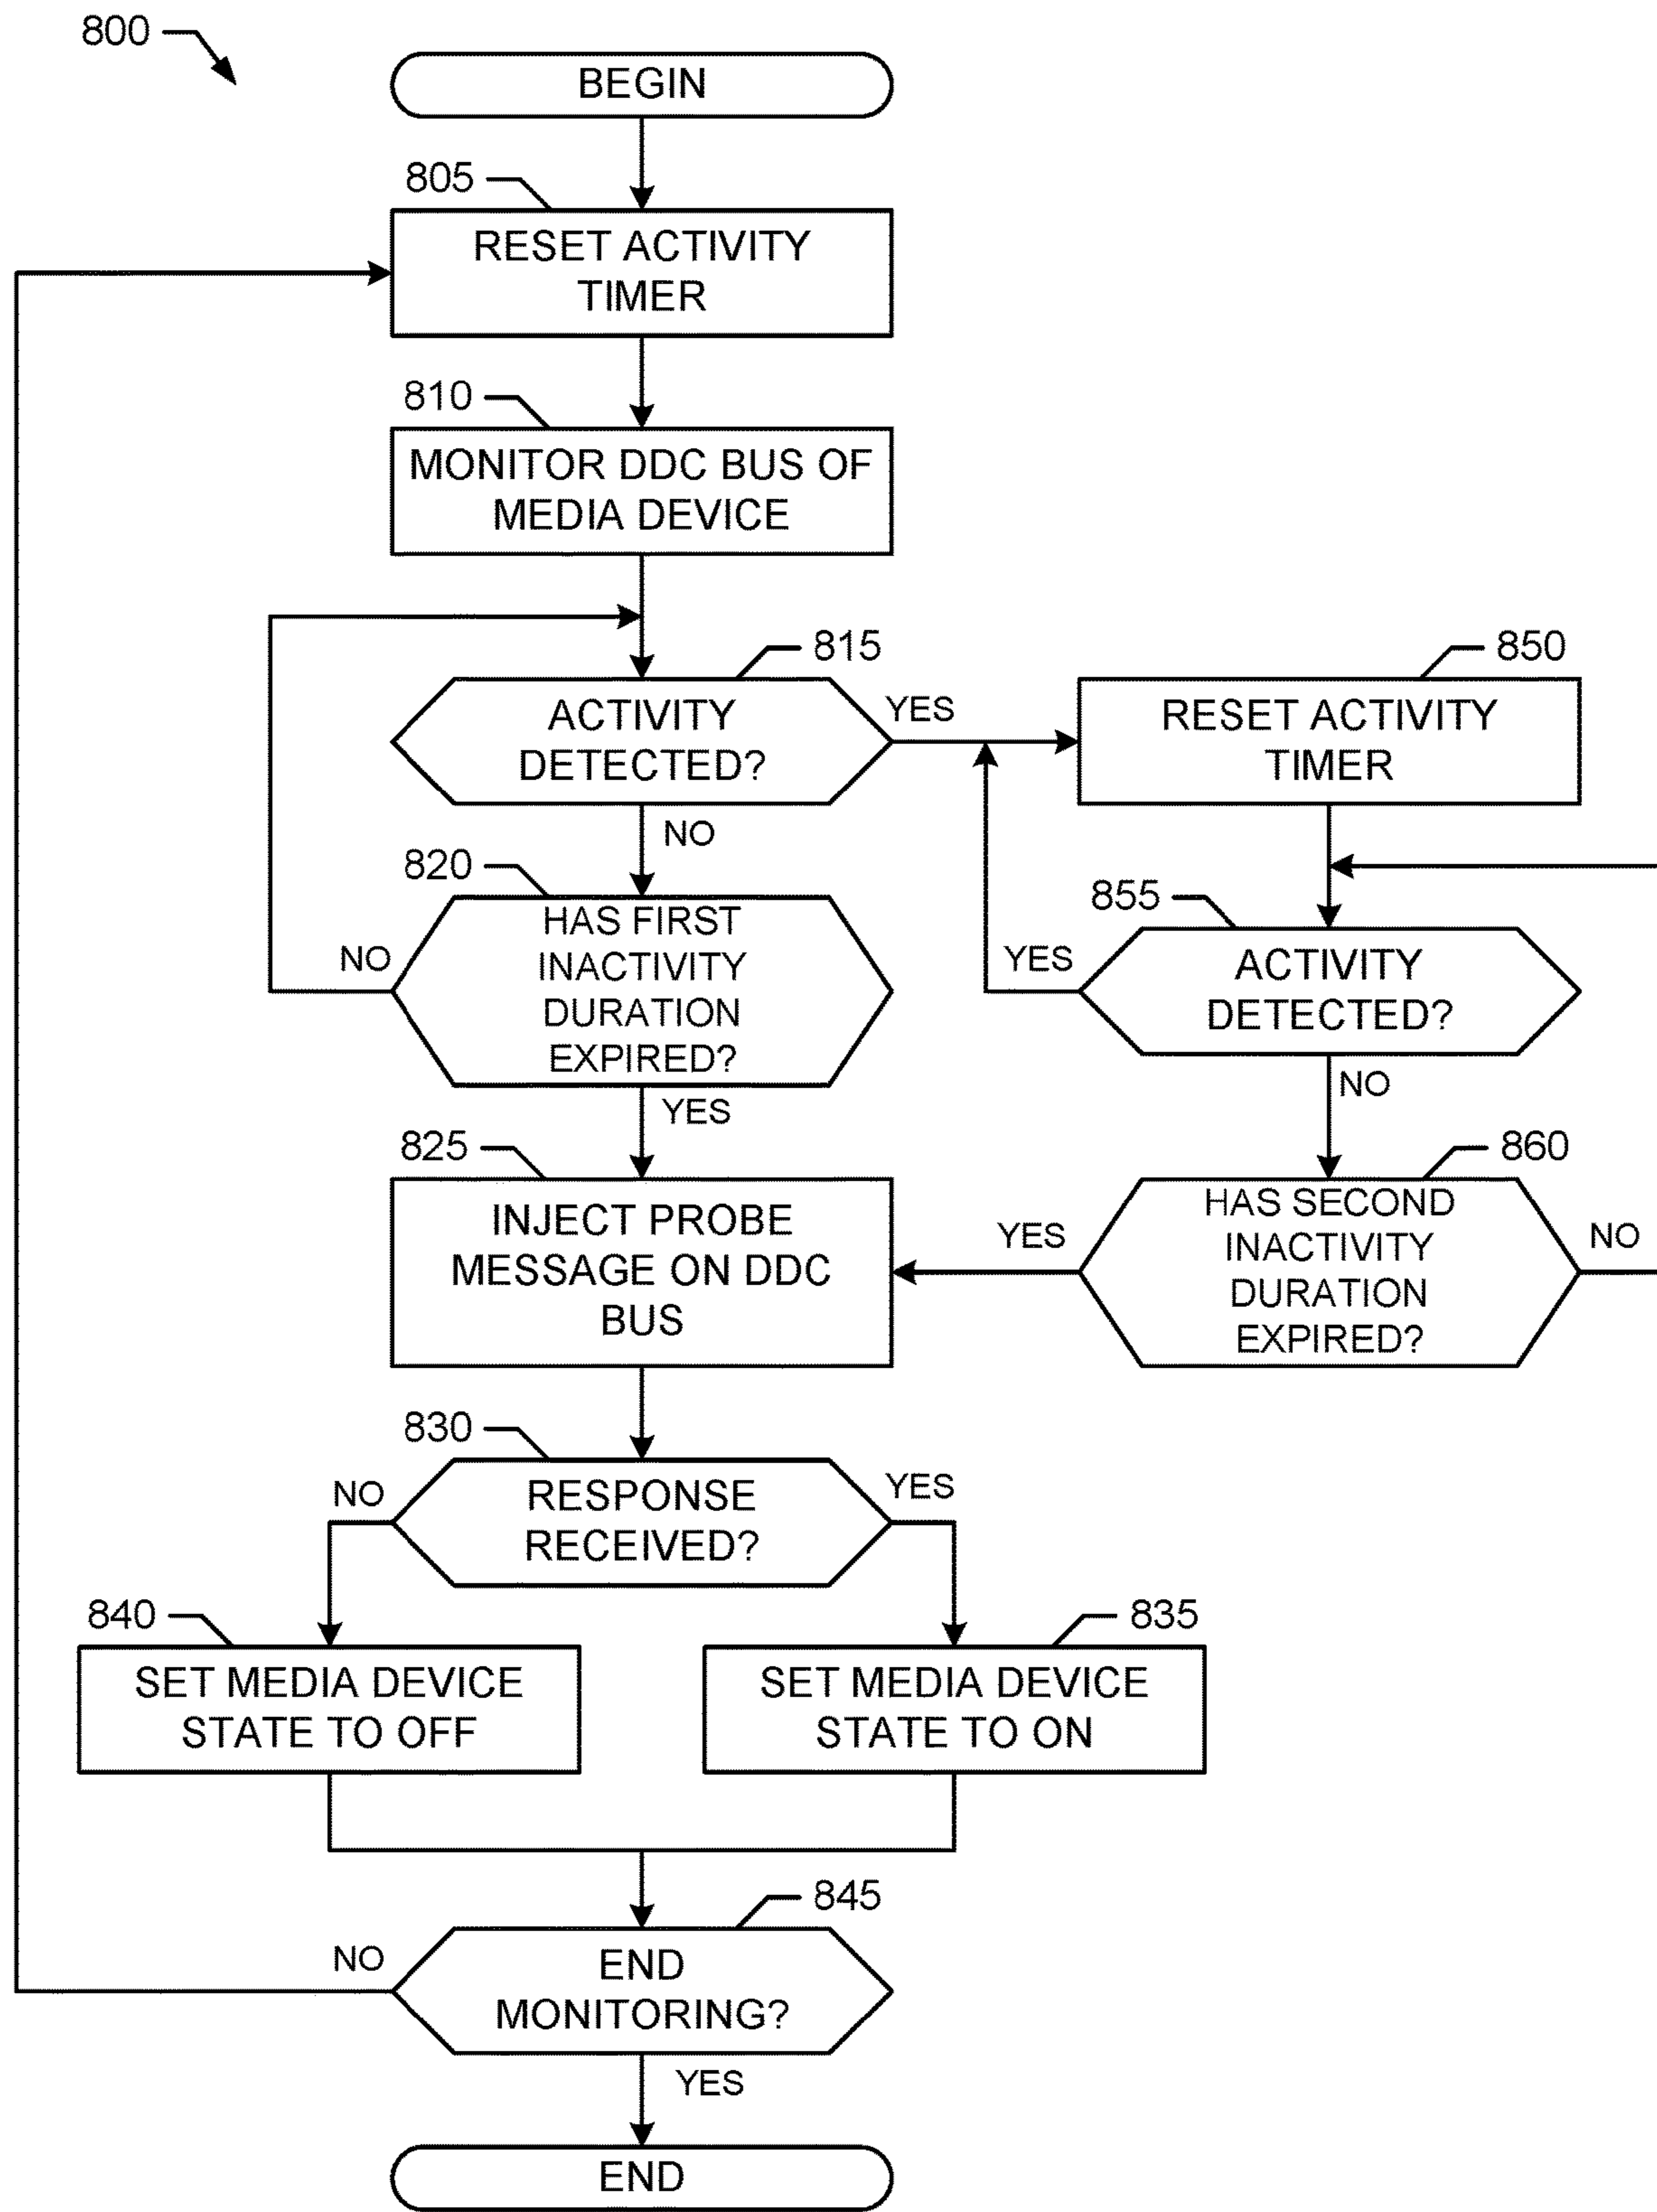 800
BEGIN
805
RESET ACTIVITY
TIMER
810
MONITOR DDC BUS OF
MEDIA DEVICE
815
ACTIVITY
DETECTED?
YES
NO
850
RESET ACTIVITY
TIMER
820
HAS FIRST
INACTIVITY
DURATION
EXPIRED?
NO
YES
855
ACTIVITY
DETECTED?
YES
NO
825
INJECT PROBE
MESSAGE ON DDC
BUS
860
HAS SECOND
INACTIVITY
DURATION
EXPIRED?
YES
NO
830
RESPONSE
RECEIVED?
NO
YES
840
SET MEDIA DEVICE
STATE TO OFF
835
SET MEDIA DEVICE
STATE TO ON
845
END
MONITORING?
NO
YES
END